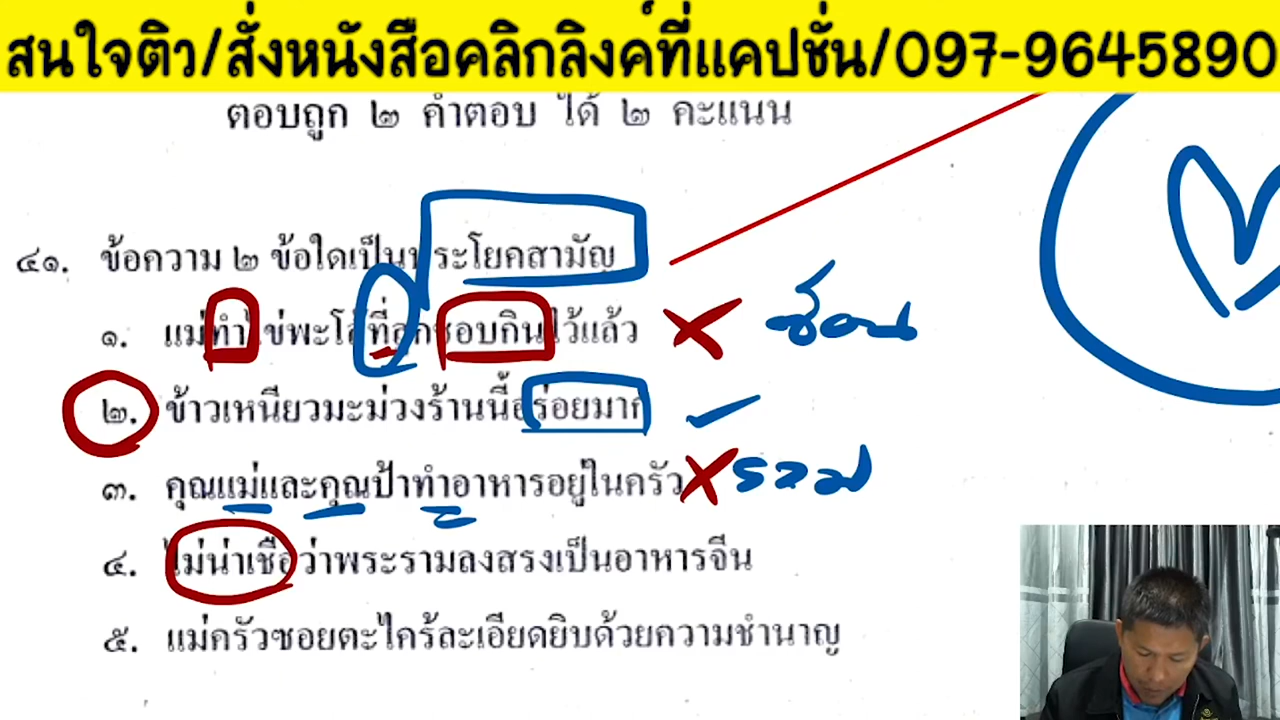 สนใจติว/สั่งหนังสือคลิกลิงค์ที่แคปชั่น/097-9645890
ตอบถูก ๒ คำตอบ ได้ ๒ คะแนน
๔๑. ข้อความ ๒ ข้อใดเป็นประโยคสามัญ
๑. แม่ทำไข่พะโล้ที่ลูกชอบกินไว้แล้ว ซ้อน
๒. ข้าวเหนียวมะม่วงร้านนี้อร่อยมาก
๓. คุณแม่และคุณป้าทำอาหารอยู่ในครัว รวม
๔. ไม่น่าเชื่อว่าพระรามลงสรงเป็นอาหารจีน
๕. แม่ครัวซอยตะไคร้ละเอียดยิบด้วยความชำนาญ